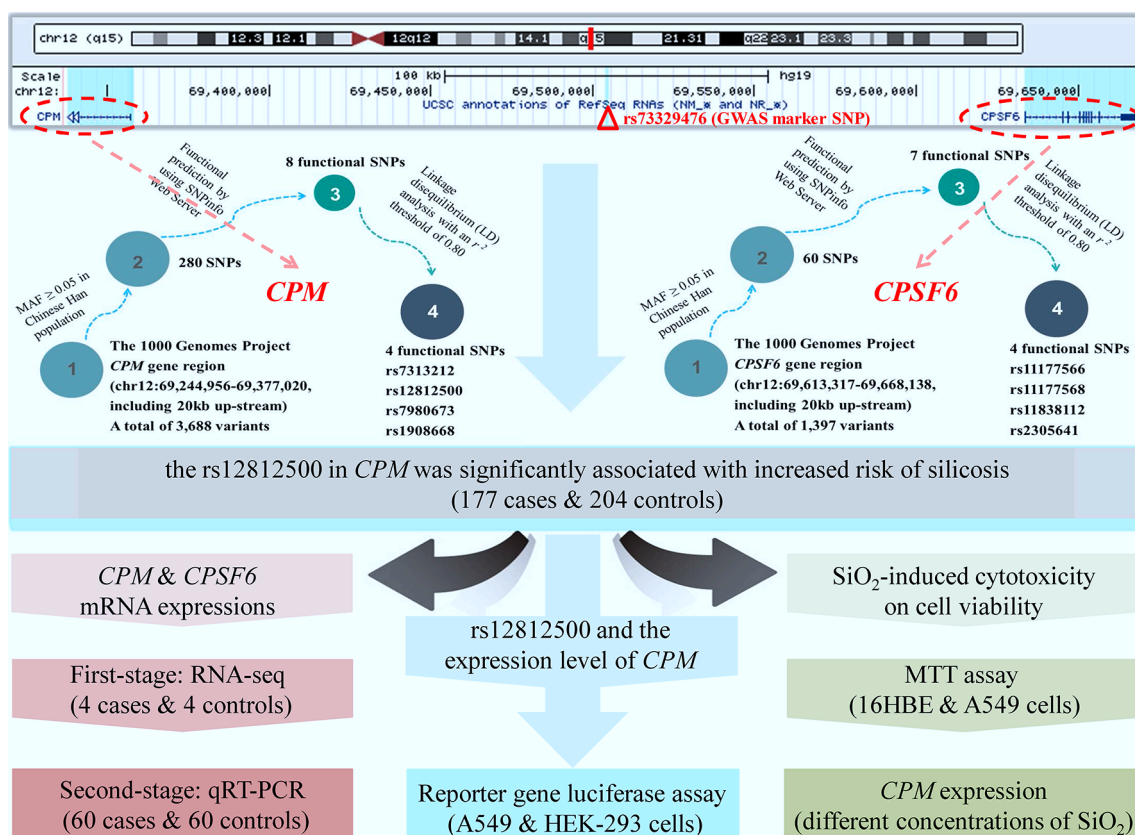 chr12 (q15) 12.3 12.1 12q12 14.1 q15 21.31 q22 23.1 23.3
Scale 100 kb hg19
chr12: 69,400,000 69,450,000 69,500,000 69,550,000 69,600,000 69,650,000
UCSC annotations of RefSeq RNAs (NM_* and NR_*)
CPM rs73329476 (GWAS marker SNP) CPSF6
Functional
prediction by
using SNPinfo
Web Server
8 functional SNPs
3
Linkage
disequilibrium (LD)
analysis with an r²
threshold of 0.80
2
280 SNPs
CPM
MAF ≥ 0.05 in
Chinese Han
population
1
The 1000 Genomes Project
CPM gene region
(chr12:69,244,956-69,377,020,
including 20kb up-stream)
A total of 3,688 variants
4
4 functional SNPs
rs7313212
rs12812500
rs7980673
rs1908668
Functional
prediction by
using SNPinfo
Web Server
7 functional SNPs
3
Linkage
disequilibrium (LD)
analysis with an r²
threshold of 0.80
2
60 SNPs
CPSF6
MAF ≥ 0.05 in
Chinese Han
population
1
The 1000 Genomes Project
CPSF6 gene region
(chr12:69,613,317-69,668,138,
including 20kb up-stream)
A total of 1,397 variants
4
4 functional SNPs
rs11177566
rs11177568
rs11838112
rs2305641
the rs12812500 in CPM was significantly associated with increased risk of silicosis
(177 cases & 204 controls)
CPM & CPSF6
mRNA expressions
First-stage: RNA-seq
(4 cases & 4 controls)
Second-stage: qRT-PCR
(60 cases & 60 controls)
rs12812500 and the
expression level of CPM
Reporter gene luciferase assay
(A549 & HEK-293 cells)
SiO₂-induced cytotoxicity
on cell viability
MTT assay
(16HBE & A549 cells)
CPM expression
(different concentrations of SiO₂)